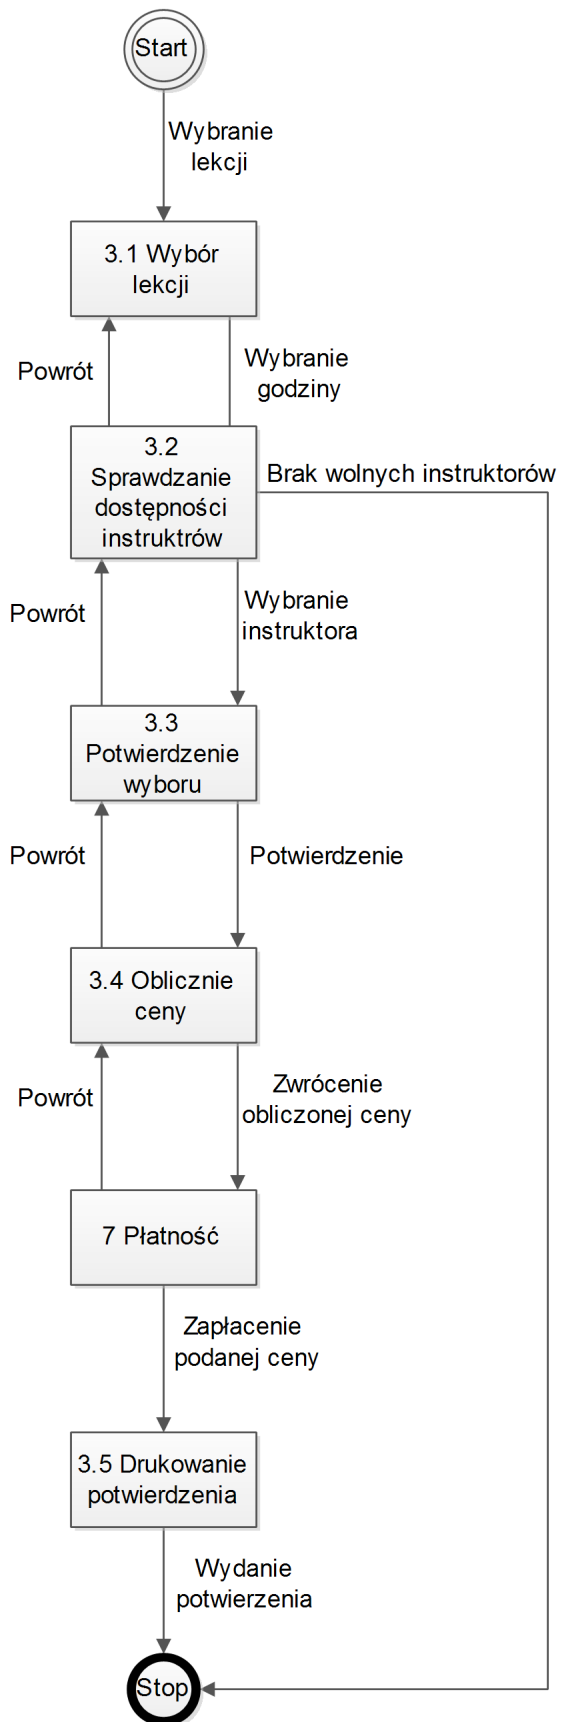 Start
Wybranie
lekcji
3.1 Wybór
lekcji
Powrót
Wybranie
godziny
3.2
Sprawdzanie
dostępności
instruktrów
Brak wolnych instruktorów
Powrót
Wybranie
instruktora
3.3
Potwierdzenie
wyboru
Powrót
Potwierdzenie
3.4 Oblicznie
ceny
Powrót
Zwrócenie
obliczonej ceny
7 Płatność
Zapłacenie
podanej ceny
3.5 Drukowanie
potwierdzenia
Wydanie
potwierzenia
Stop